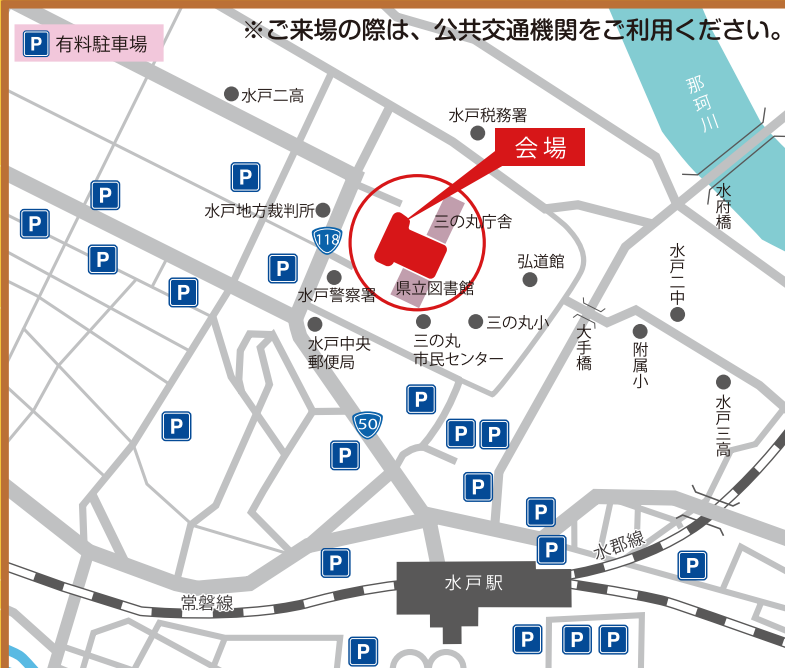 ※ご来場の際は、公共交通機関をご利用ください。
P 有料駐車場
那珂川
水戸二高
水戸税務署
会場
P
P
P
水戸地方裁判所
三の丸庁舎
水府橋
118
P
P
P
弘道館
水戸二中
水戸警察署
県立図書館
水戸中央
郵便局
三の丸
市民センター
三の丸小
大手橋
附属小
水戸三高
P
P
50
P
P
P
P
P
P
P
水郡線
P
P
水戸駅
常磐線
P
P
P
P